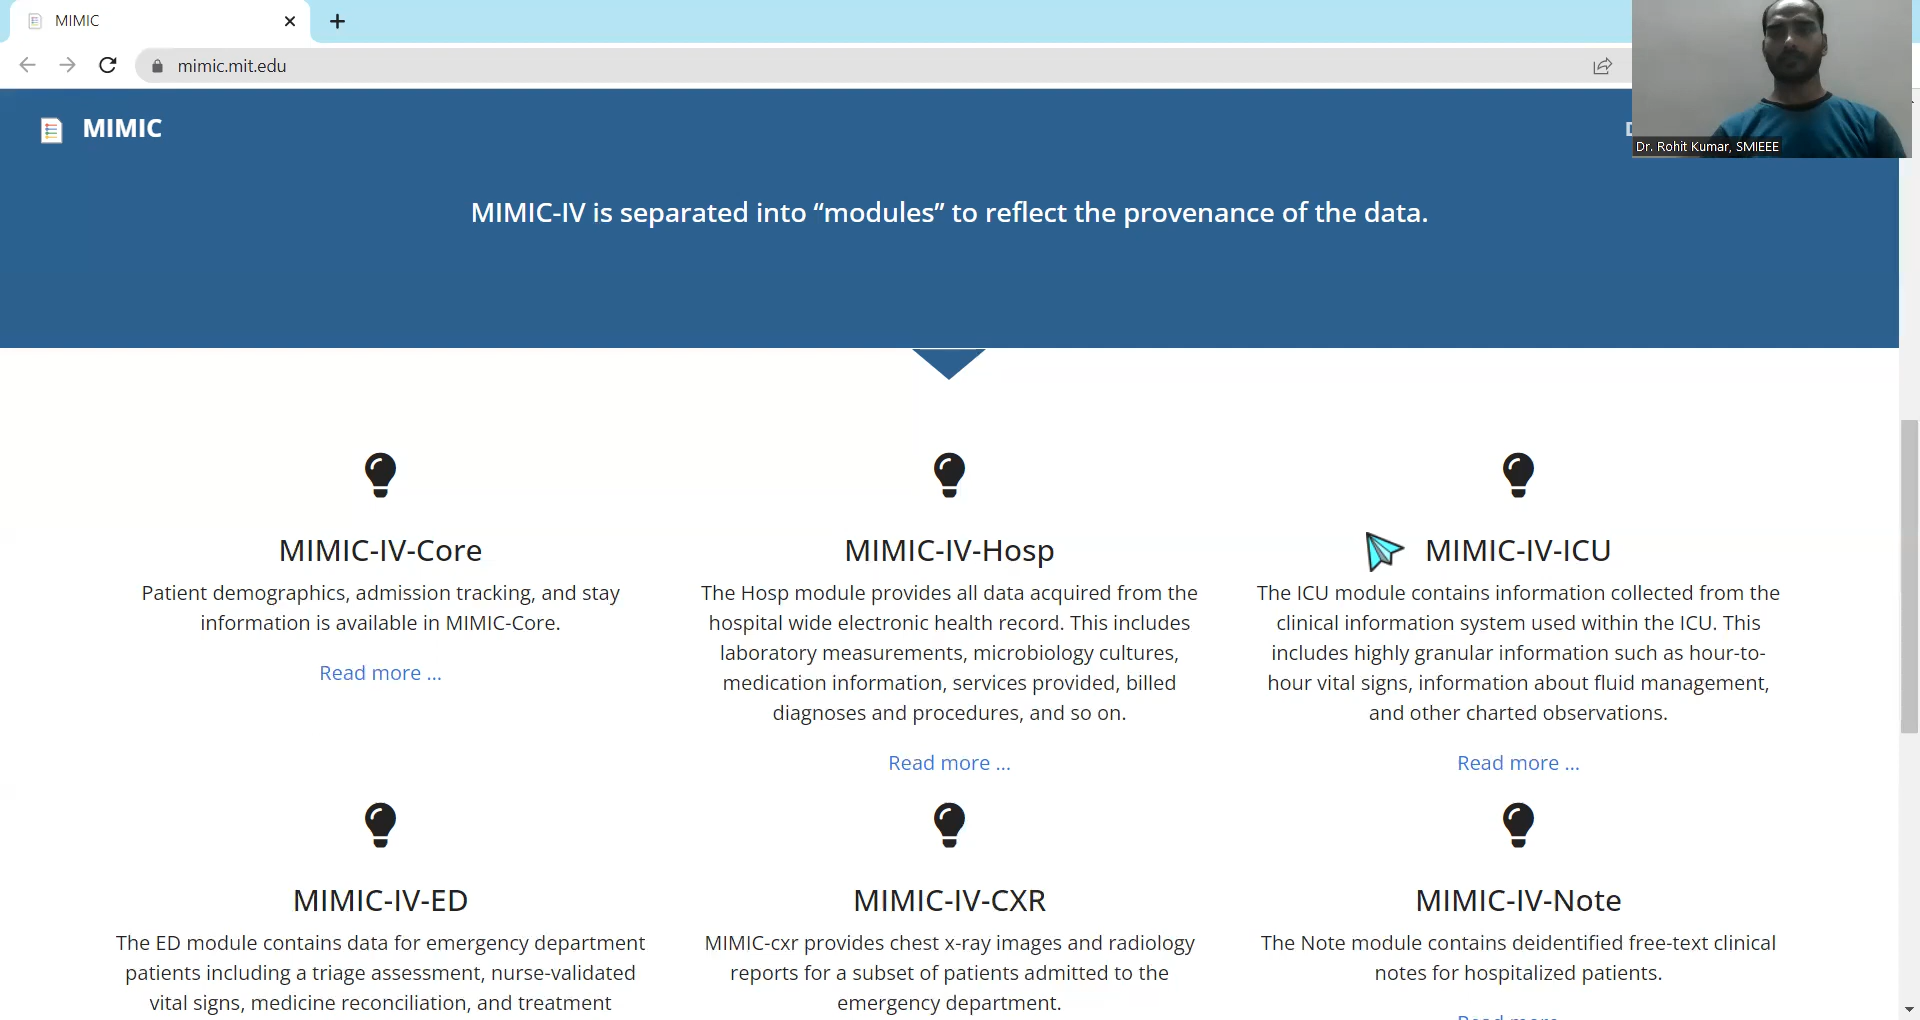 MIMIC
mimic.mit.edu
MIMIC
Dr. Rohit Kumar, SMIEEE
MIMIC-IV is separated into “modules” to reflect the provenance of the data.
MIMIC-IV-Core
Patient demographics, admission tracking, and stay
information is available in MIMIC-Core.
Read more ...
MIMIC-IV-Hosp
The Hosp module provides all data acquired from the
hospital wide electronic health record. This includes
laboratory measurements, microbiology cultures,
medication information, services provided, billed
diagnoses and procedures, and so on.
Read more ...
MIMIC-IV-ICU
The ICU module contains information collected from the
clinical information system used within the ICU. This
includes highly granular information such as hour-to-
hour vital signs, information about fluid management,
and other charted observations.
Read more ...
MIMIC-IV-ED
The ED module contains data for emergency department
patients including a triage assessment, nurse-validated
vital signs, medicine reconciliation, and treatment
MIMIC-IV-CXR
MIMIC-cxr provides chest x-ray images and radiology
reports for a subset of patients admitted to the
emergency department.
MIMIC-IV-Note
The Note module contains deidentified free-text clinical
notes for hospitalized patients.